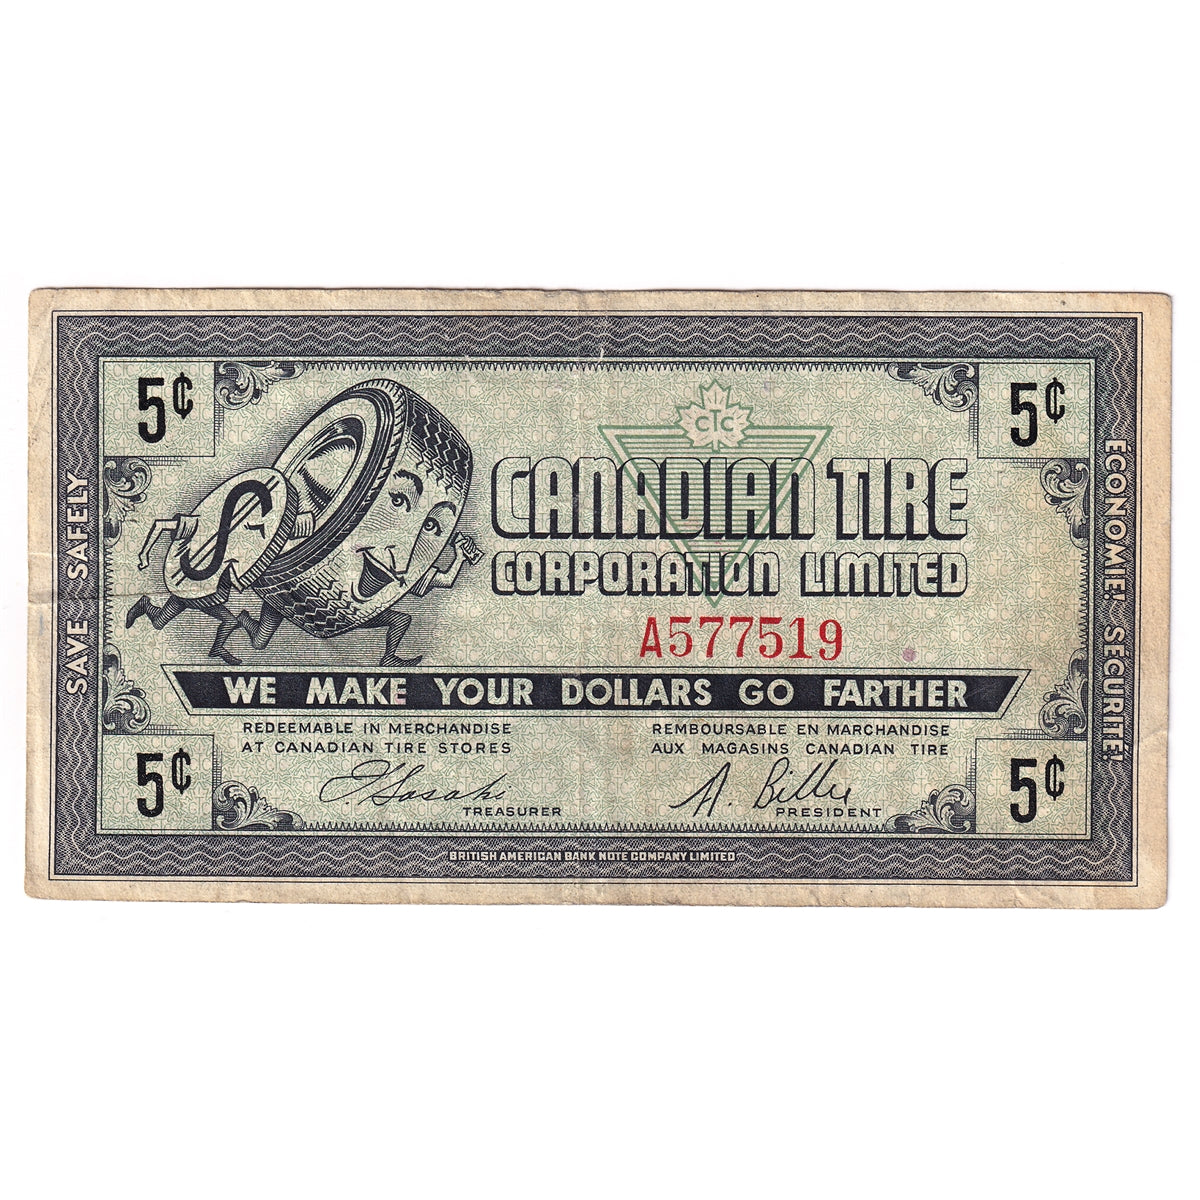 5¢
5¢
$
CTC
CANADIAN TIRE
CORPORATION LIMITED
A577519
SAVE SAFELY
ECONOMIE! SECURITÉ!
WE MAKE YOUR DOLLARS GO FARTHER
REDEEMABLE IN MERCHANDISE
AT CANADIAN TIRE STORES
REMBOURSABLE EN MARCHANDISE
AUX MAGASINS CANADIAN TIRE
5¢
TREASURER
A. Billes
PRESIDENT
5¢
BRITISH AMERICAN BANK NOTE COMPANY LIMITED